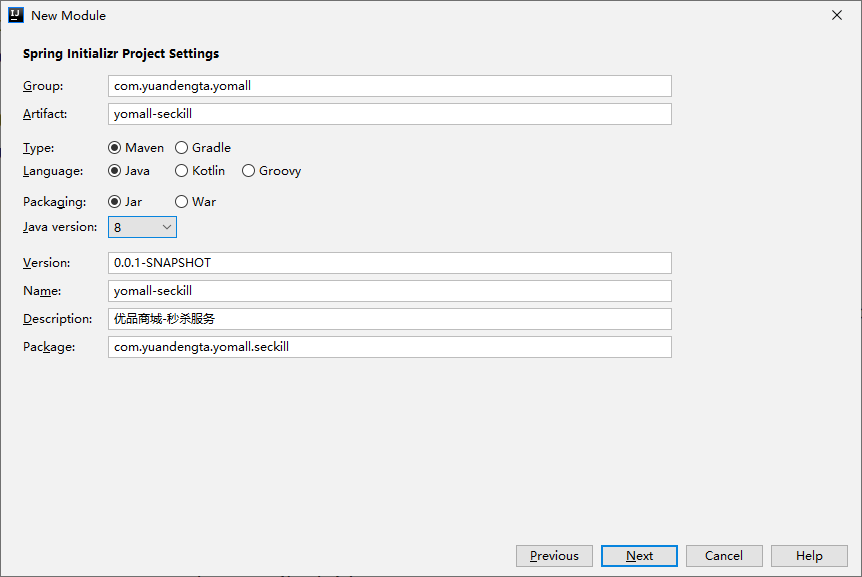 New Module
Spring Initializr Project Settings
Group: com.yuandengta.yomall
Artifact: yomall-seckill
Type: Maven Gradle
Language: Java Kotlin Groovy
Packaging: Jar War
Java version: 8
Version: 0.0.1-SNAPSHOT
Name: yomall-seckill
Description: 优品商城-秒杀服务
Package: com.yuandengta.yomall.seckill
Previous Next Cancel Help